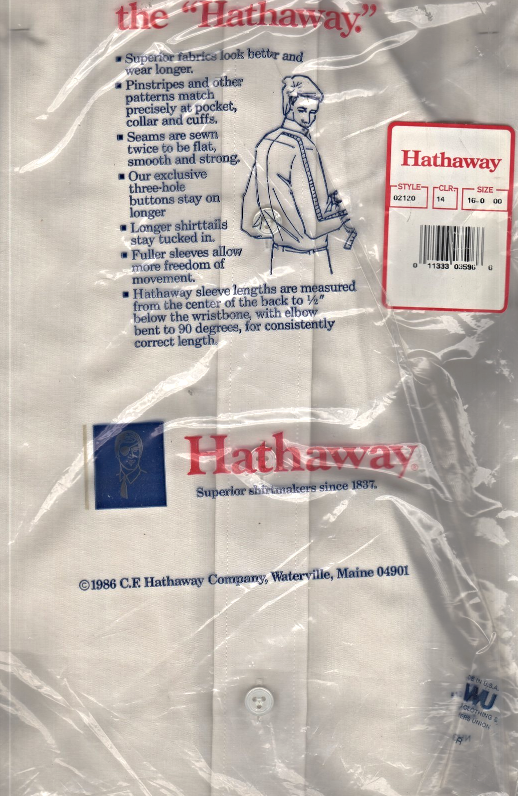 the "Hathaway."
▪ Superior fabrics look better and
wear longer.
▪ Pinstripes and other
patterns match
precisely at pocket,
collar and cuffs.
▪ Seams are sewn
twice to be flat,
smooth and strong.
▪ Our exclusive
three-hole
buttons stay on
longer
▪ Longer shirttails
stay tucked in.
▪ Fuller sleeves allow
more freedom of
movement.
▪ Hathaway sleeve lengths are measured
from the center of the back to ½"
below the wristbone, with elbow
bent to 90 degrees, for consistently
correct length.
Hathaway
STYLE CLR SIZE
02120 14 16-0 00
0 11333 03596 6
Hathaway®
Superior shirtmakers since 1837.
©1986 C.F. Hathaway Company, Waterville, Maine 04901
IN U.S.A.
WU
CLOTHING &
UNION